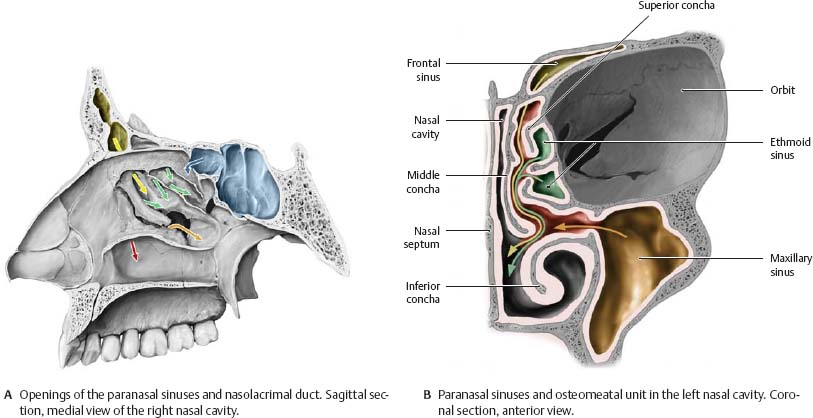 Superior concha
Frontal
sinus
Orbit
Nasal
cavity
Ethmoid
sinus
Middle
concha
Nasal
septum
Maxillary
sinus
Inferior
concha
A Openings of the paranasal sinuses and nasolacrimal duct. Sagittal sec-
tion, medial view of the right nasal cavity.
B Paranasal sinuses and osteomeatal unit in the left nasal cavity. Coro-
nal section, anterior view.